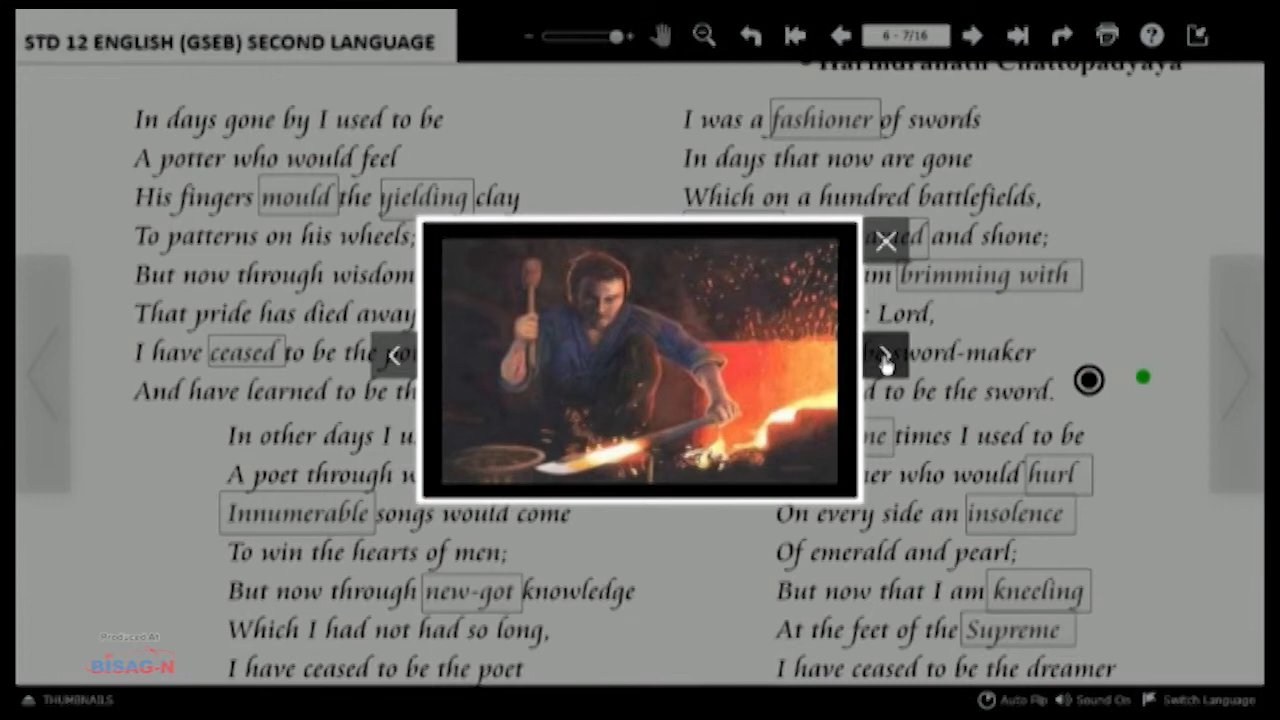 STD 12 ENGLISH (GSEB) SECOND LANGUAGE
6 - 7/16
Harindranath Chattopadyaya
In days gone by I used to be
A potter who would feel
His fingers mould the yielding clay
To patterns on his wheels;
But now through wisdom
That pride has died away
I have ceased to be the
And have learned to be
In other days I
A poet through
Innumerable songs would come
To win the hearts of men;
But now through new-got knowledge
Which I had not had so long,
I have ceased to be the poet
I was a fashioner of swords
In days that now are gone
Which on a hundred battlefields,
and shone;
brimming with
Lord,
sword-maker
to be the sword.
times I used to be
who would hurl
On every side an insolence
Of emerald and pearl;
But now that I am kneeling
At the feet of the Supreme
I have ceased to be the dreamer
Produced At
BISAG-N
THUMBNAILS
Auto Flip
Sound On
Switch Language